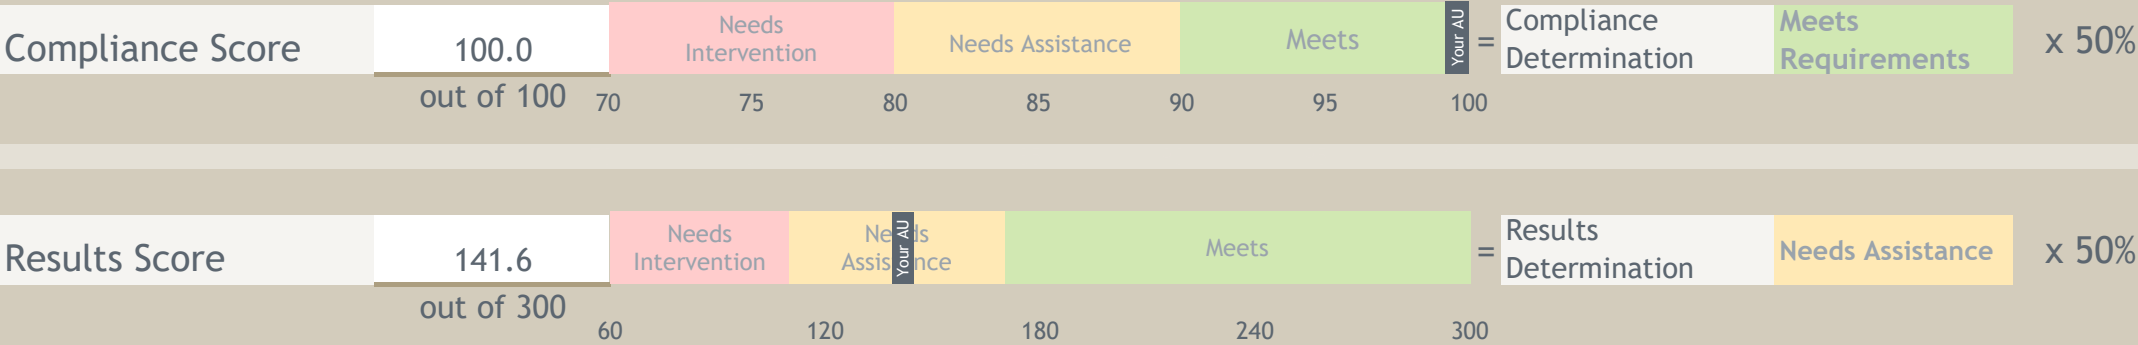 Compliance Score
100.0
out of 100
Needs
Intervention
Needs Assistance
Meets
Your AU
=
Compliance
Determination
Meets
Requirements
x 50%
70 75 80 85 90 95 100
Results Score
141.6
out of 300
Needs
Intervention
Needs
Assistance
Your AU
Meets
=
Results
Determination
Needs Assistance
x 50%
60 120 180 240 300